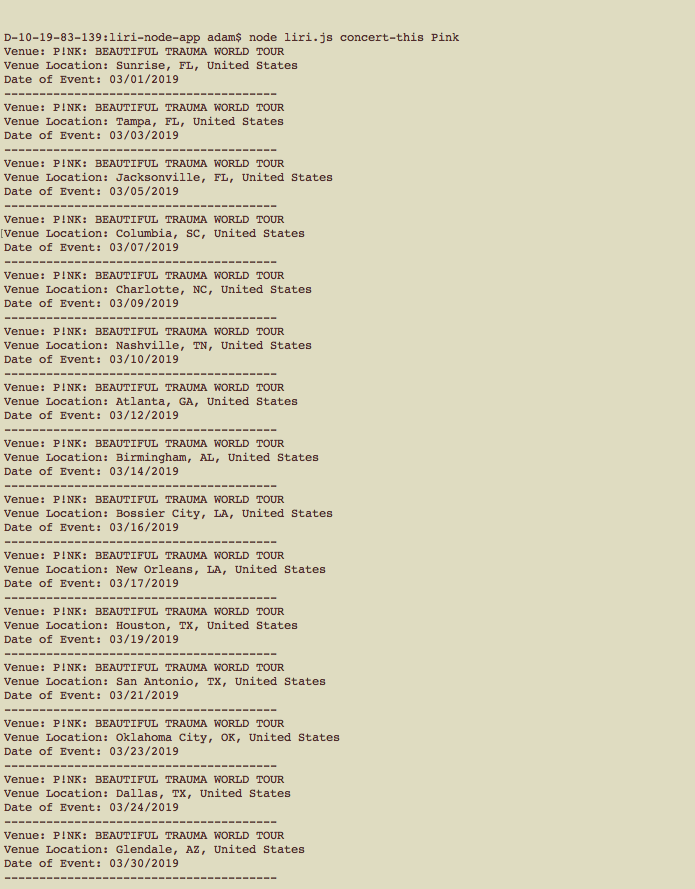 D-10-19-83-139:liri-node-app adam$ node liri.js concert-this Pink
Venue: P!NK: BEAUTIFUL TRAUMA WORLD TOUR
Venue Location: Sunrise, FL, United States
Date of Event: 03/01/2019
---------------------------------------
Venue: P!NK: BEAUTIFUL TRAUMA WORLD TOUR
Venue Location: Tampa, FL, United States
Date of Event: 03/03/2019
---------------------------------------
Venue: P!NK: BEAUTIFUL TRAUMA WORLD TOUR
Venue Location: Jacksonville, FL, United States
Date of Event: 03/05/2019
---------------------------------------
Venue: P!NK: BEAUTIFUL TRAUMA WORLD TOUR
[Venue Location: Columbia, SC, United States
Date of Event: 03/07/2019
---------------------------------------
Venue: P!NK: BEAUTIFUL TRAUMA WORLD TOUR
Venue Location: Charlotte, NC, United States
Date of Event: 03/09/2019
---------------------------------------
Venue: P!NK: BEAUTIFUL TRAUMA WORLD TOUR
Venue Location: Nashville, TN, United States
Date of Event: 03/10/2019
---------------------------------------
Venue: P!NK: BEAUTIFUL TRAUMA WORLD TOUR
Venue Location: Atlanta, GA, United States
Date of Event: 03/12/2019
---------------------------------------
Venue: P!NK: BEAUTIFUL TRAUMA WORLD TOUR
Venue Location: Birmingham, AL, United States
Date of Event: 03/14/2019
---------------------------------------
Venue: P!NK: BEAUTIFUL TRAUMA WORLD TOUR
Venue Location: Bossier City, LA, United States
Date of Event: 03/16/2019
---------------------------------------
Venue: P!NK: BEAUTIFUL TRAUMA WORLD TOUR
Venue Location: New Orleans, LA, United States
Date of Event: 03/17/2019
---------------------------------------
Venue: P!NK: BEAUTIFUL TRAUMA WORLD TOUR
Venue Location: Houston, TX, United States
Date of Event: 03/19/2019
---------------------------------------
Venue: P!NK: BEAUTIFUL TRAUMA WORLD TOUR
Venue Location: San Antonio, TX, United States
Date of Event: 03/21/2019
---------------------------------------
Venue: P!NK: BEAUTIFUL TRAUMA WORLD TOUR
Venue Location: Oklahoma City, OK, United States
Date of Event: 03/23/2019
---------------------------------------
Venue: P!NK: BEAUTIFUL TRAUMA WORLD TOUR
Venue Location: Dallas, TX, United States
Date of Event: 03/24/2019
---------------------------------------
Venue: P!NK: BEAUTIFUL TRAUMA WORLD TOUR
Venue Location: Glendale, AZ, United States
Date of Event: 03/30/2019
---------------------------------------